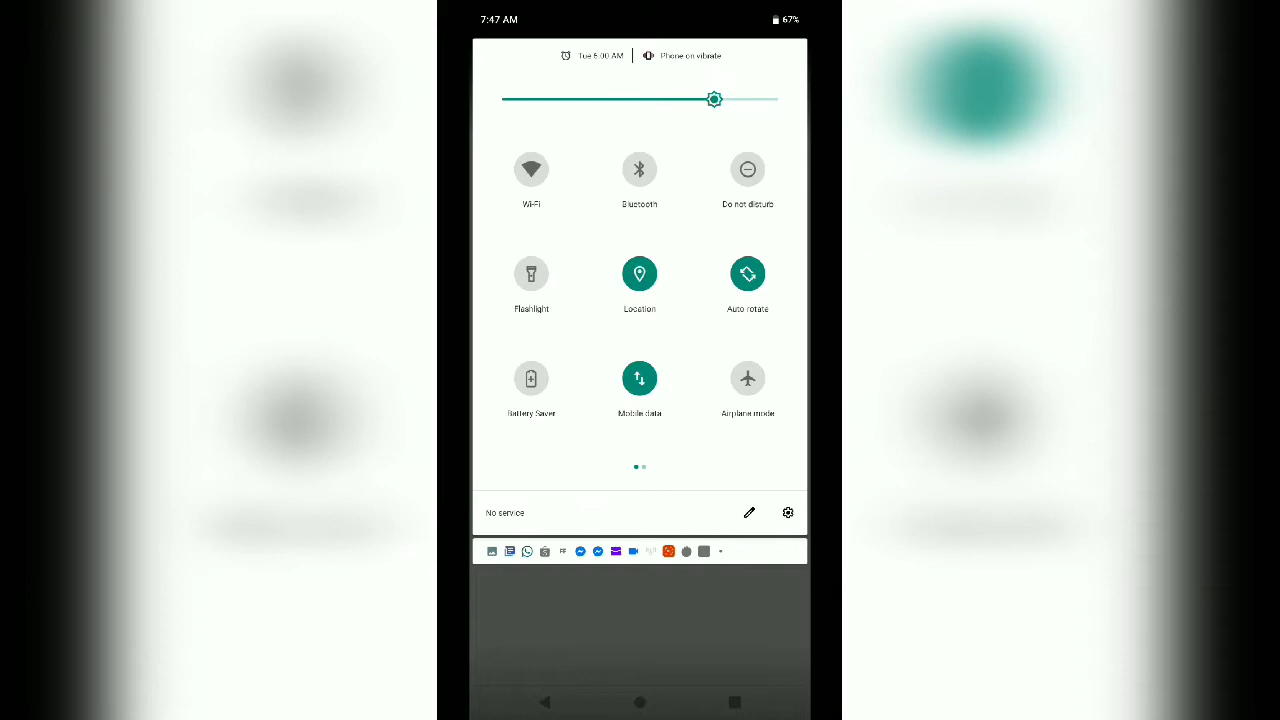 7:47 AM 67%
Tue 6:00 AM Phone on vibrate
Wi-Fi Bluetooth Do not disturb
Flashlight Location Auto rotate
Battery Saver Mobile data Airplane mode
No service
FF